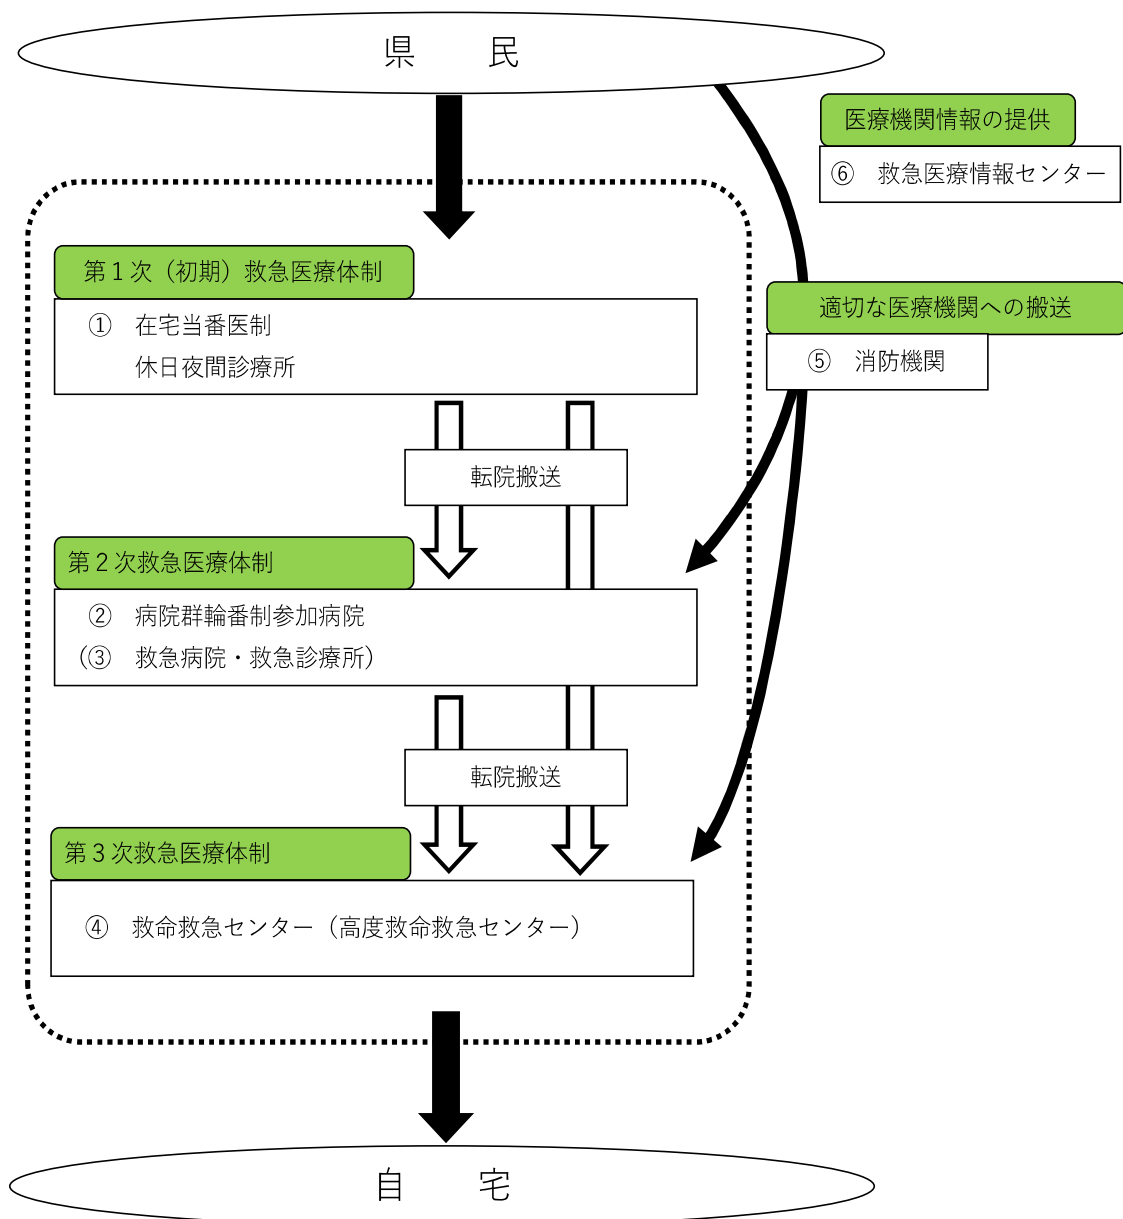 県　　民
医療機関情報の提供
⑥　救急医療情報センター
第１次（初期）救急医療体制
①　在宅当番医制
休日夜間診療所
適切な医療機関への搬送
⑤　消防機関
転院搬送
第２次救急医療体制
②　病院群輪番制参加病院
（③　救急病院・救急診療所）
転院搬送
第３次救急医療体制
④　救命救急センター（高度救命救急センター）
自　　宅